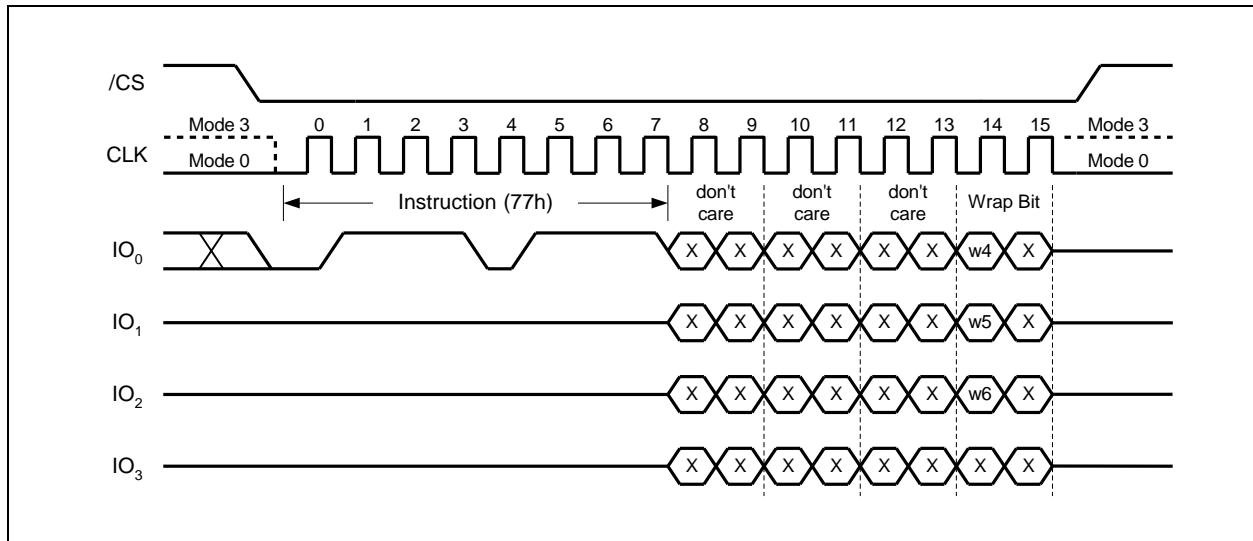 /CS
Mode 3 0 1 2 3 4 5 6 7 8 9 10 11 12 13 14 15 Mode 3
CLK Mode 0 Mode 0
Instruction (77h) don't care don't care don't care Wrap Bit
IO0 X X X X X X w4 X
IO1 X X X X X X w5 X
IO2 X X X X X X w6 X
IO3 X X X X X X X X